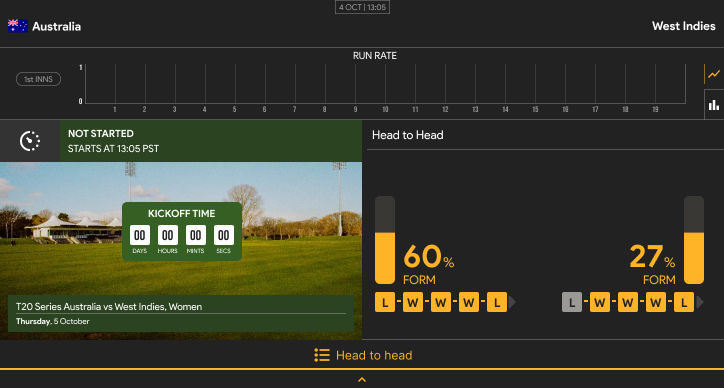 4 OCT | 13:05
Australia
West Indies
RUN RATE
1st INNS
1
0
1 2 3 4 5 6 7 8 9 10 11 12 13 14 15 16 17 18 19
NOT STARTED
STARTS AT 13:05 PST
Head to Head
KICKOFF TIME
00 00 00 00
DAYS HOURS MINTS SECS
60%
FORM
27%
FORM
L W W W L
L W W W L
T20 Series Australia vs West Indies, Women
Thursday, 5 October
Head to head